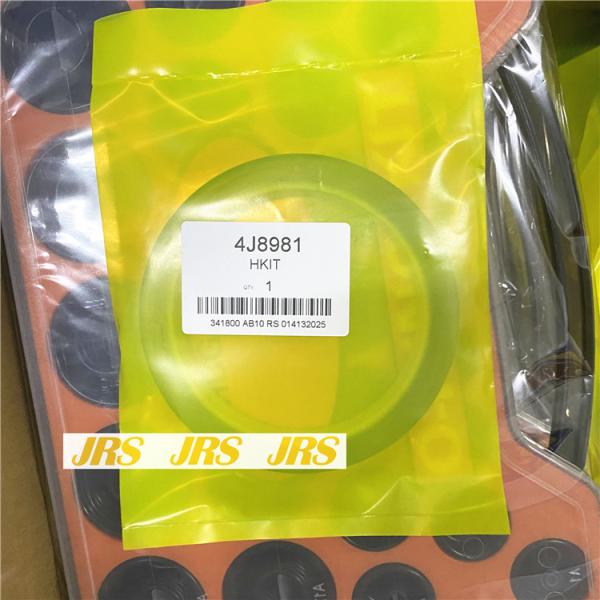 4J8981
HKIT
QTY 1
341800 AB10 RS 014132025
JRS JRS JRS